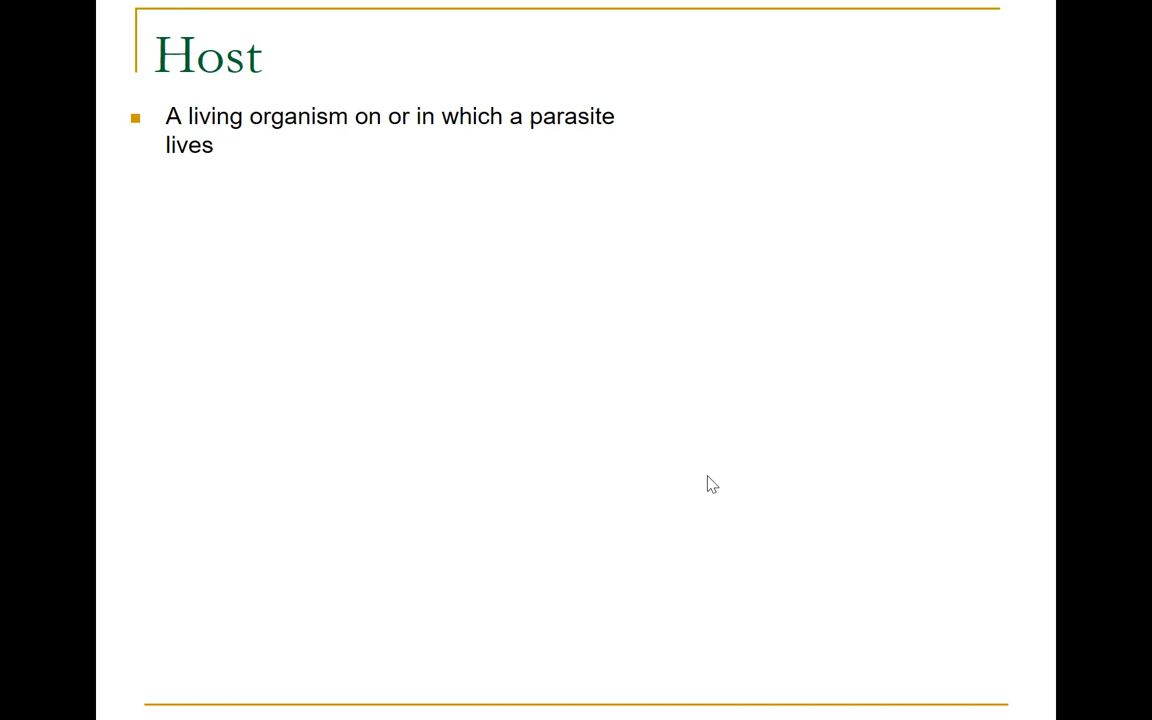 Host
A living organism on or in which a parasite
lives